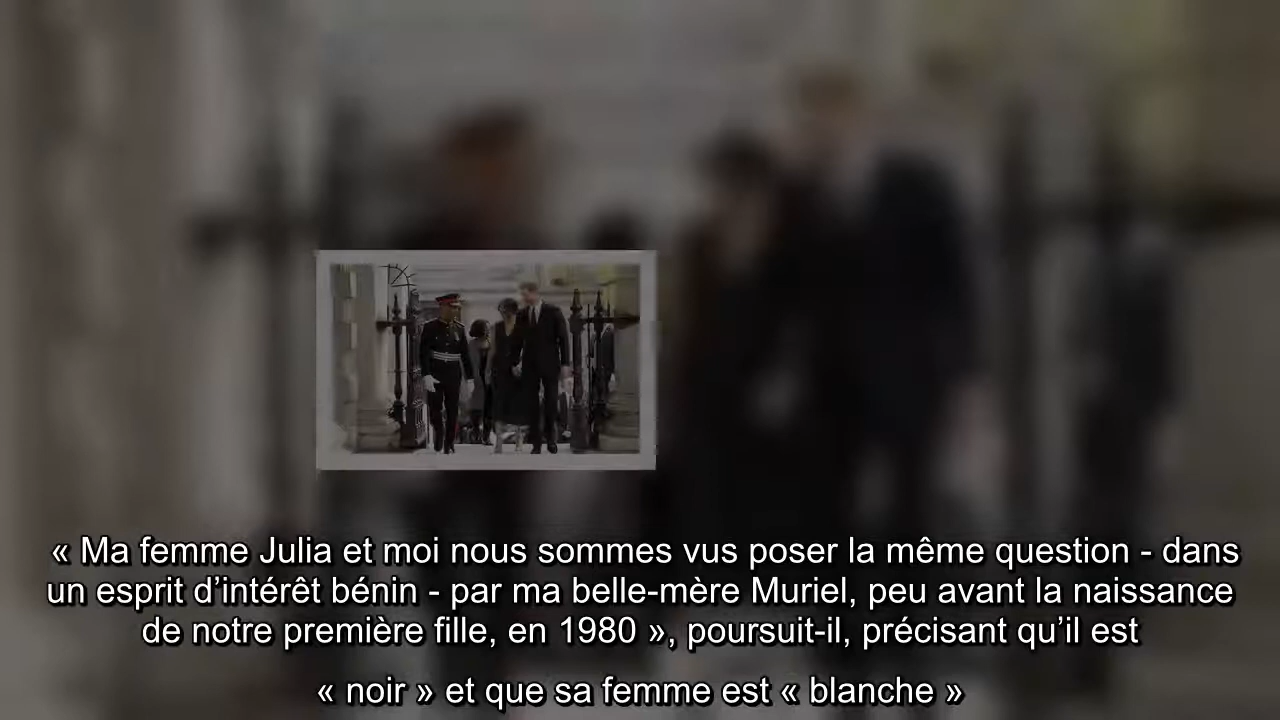 « Ma femme Julia et moi nous sommes vus poser la même question - dans
un esprit d’intérêt bénin - par ma belle-mère Muriel, peu avant la naissance
de notre première fille, en 1980 », poursuit-il, précisant qu’il est
« noir » et que sa femme est « blanche »